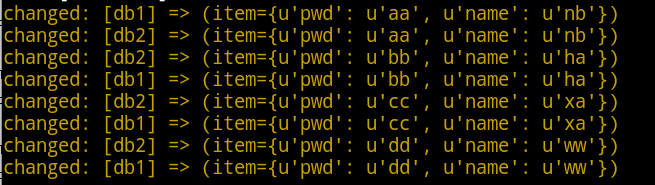 changed: [db1] => (item={u'pwd': u'aa', u'name': u'nb'})
changed: [db2] => (item={u'pwd': u'aa', u'name': u'nb'})
changed: [db2] => (item={u'pwd': u'bb', u'name': u'ha'})
changed: [db1] => (item={u'pwd': u'bb', u'name': u'ha'})
changed: [db2] => (item={u'pwd': u'cc', u'name': u'xa'})
changed: [db1] => (item={u'pwd': u'cc', u'name': u'xa'})
changed: [db2] => (item={u'pwd': u'dd', u'name': u'ww'})
changed: [db1] => (item={u'pwd': u'dd', u'name': u'ww'})